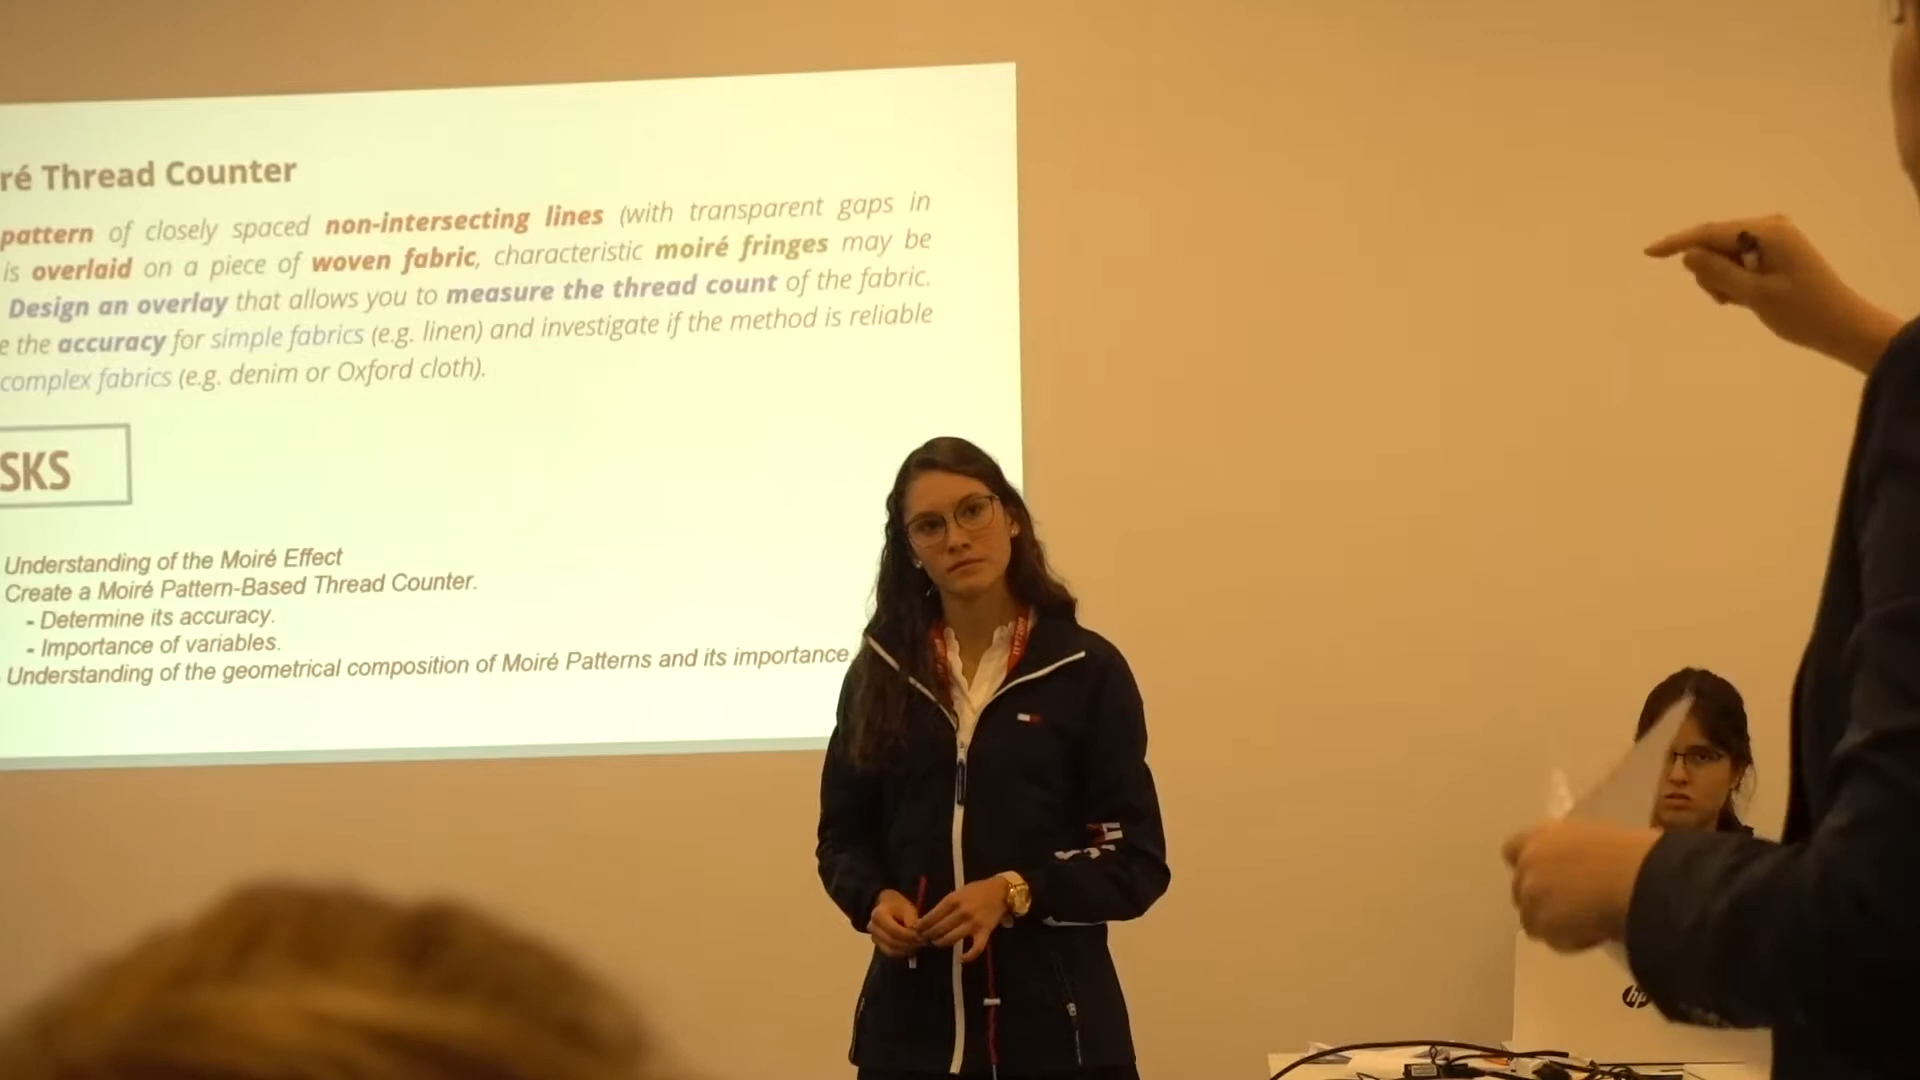 ré Thread Counter
pattern of closely spaced non-intersecting lines (with transparent gaps in
is overlaid on a piece of woven fabric, characteristic moiré fringes may be
Design an overlay that allows you to measure the thread count of the fabric.
e the accuracy for simple fabrics (e.g. linen) and investigate if the method is reliable
complex fabrics (e.g. denim or Oxford cloth).
SKS
Understanding of the Moiré Effect
Create a Moiré Pattern-Based Thread Counter.
- Determine its accuracy.
- Importance of variables.
Understanding of the geometrical composition of Moiré Patterns and its importance
hp